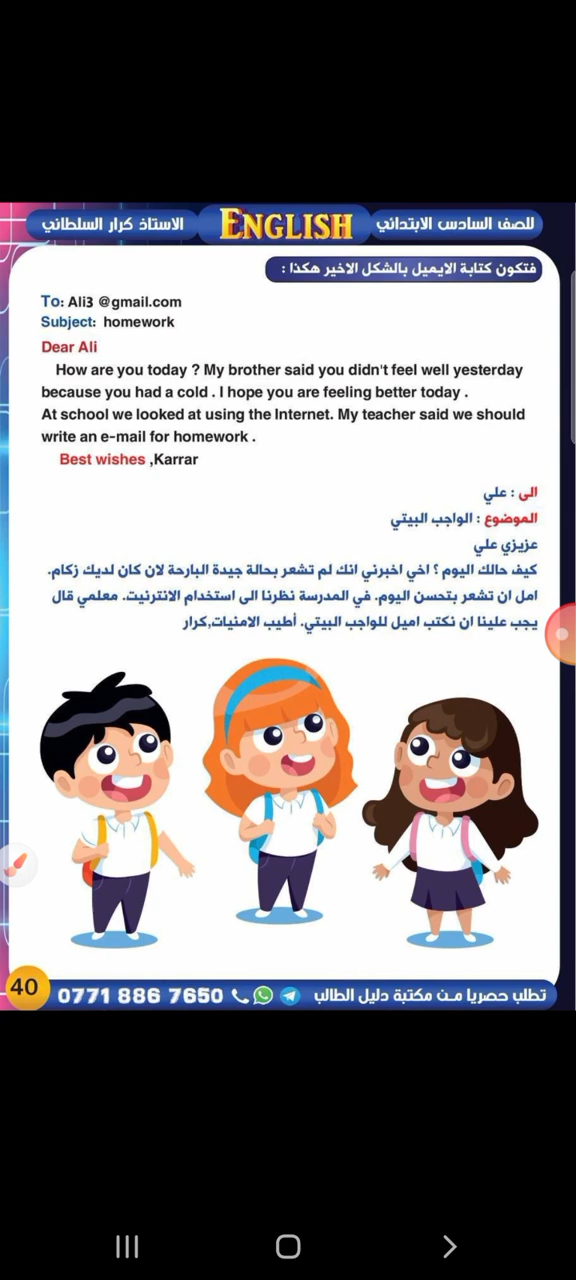 للصف السادس الابتدائي ENGLISH الاستاذ كرار السلطاني
فتكون كتابة الايميل بالشكل الاخير هكذا :
To: Ali3 @gmail.com
Subject: homework
Dear Ali
How are you today ? My brother said you didn't feel well yesterday
because you had a cold . I hope you are feeling better today .
At school we looked at using the Internet. My teacher said we should
write an e-mail for homework .
Best wishes ,Karrar
الى : علي
الموضوع : الواجب البيتي
عزيزي علي
كيف حالك اليوم ؟ اخي اخبرني انك لم تشعر بحالة جيدة البارحة لان كان لديك زكام.
امل ان تشعر بتحسن اليوم. في المدرسة نظرنا الى استخدام الانترنيت. معلمي قال
يجب علينا ان نكتب اميل للواجب البيتي. أطيب الامنيات,كرار
تطلب حصريا من مكتبة دليل الطالب 0771 886 7650
40